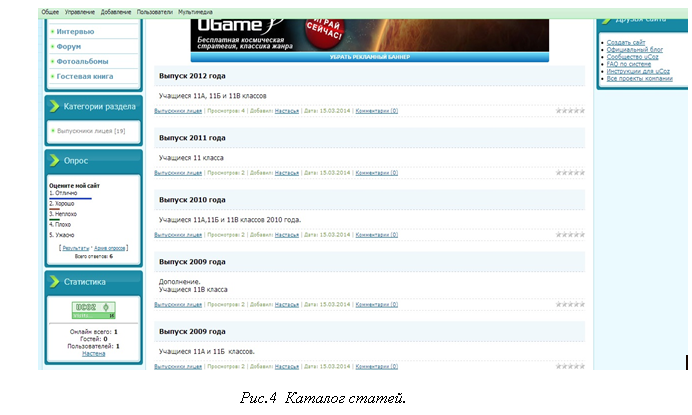 Общее Управление Добавление Пользователи Мультимедиа
Интервью
Форум
Фотоальбомы
Гостевая книга
Категории раздела
Выпускники лицея [19]
Опрос
Оцените мой сайт
1. Отлично
2. Хорошо
3. Неплохо
4. Плохо
5. Ужасно
[ Результаты · Архив опросов ]
Всего ответов: 6
Статистика
UCOZ
Онлайн всего: 1
Гостей: 0
Пользователей: 1
Настена
UGame
Бесплатная космическая
стратегия, классика жанра
ИГРАЙ
СЕЙЧАС!
УБРАТЬ РЕКЛАМНЫЙ БАННЕР
Выпуск 2012 года
Учащиеся 11А, 11Б и 11В классов
Выпускники лицея | Просмотров: 4 | Добавил: Настасья | Дата: 15.03.2014 | Комментарии (0)
Выпуск 2011 года
Учащиеся 11 класса
Выпускники лицея | Просмотров: 2 | Добавил: Настасья | Дата: 15.03.2014 | Комментарии (0)
Выпуск 2010 года
Учащиеся 11А,11Б и 11В классов 2010 года.
Выпускники лицея | Просмотров: 2 | Добавил: Настасья | Дата: 15.03.2014 | Комментарии (0)
Выпуск 2009 года
Дополнение.
Учащиеся 11В класса
Выпускники лицея | Просмотров: 2 | Добавил: Настасья | Дата: 15.03.2014 | Комментарии (0)
Выпуск 2009 года
Учащиеся 11А и 11Б классов.
Выпускники лицея | Просмотров: 2 | Добавил: Настасья | Дата: 15.03.2014 | Комментарии (0)
Друзья сайта
Создать сайт
Официальный блог
Сообщество uCoz
FAQ по системе
Инструкции для uCoz
Все проекты компании
Рис.4 Каталог статей.